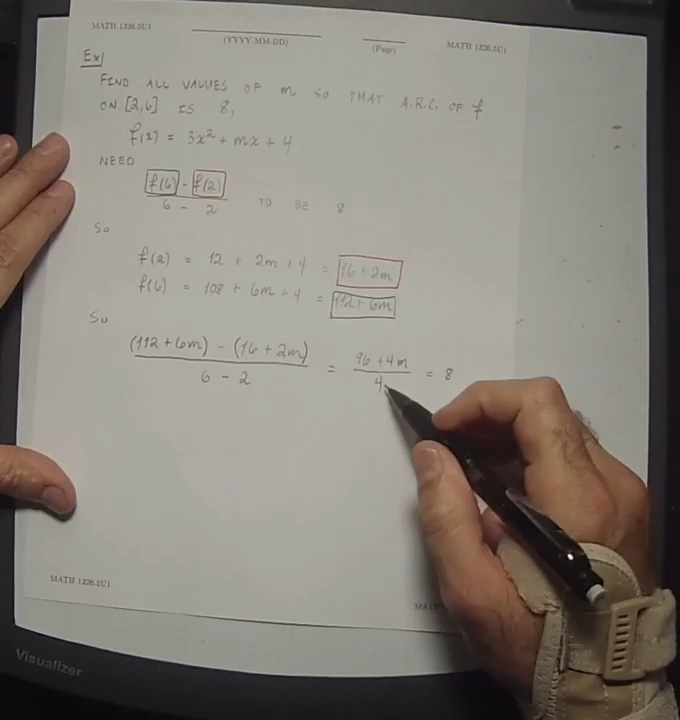 MATH 1326.5U1
(YYYY-MM-DD)
(Page)
MATH 1326.5U1
Ex)
FIND ALL VALUES OF m SO THAT A.R.C. OF f
ON [2,6] IS 8,
f(x) = 3x² + mx + 4
NEED
f(6) - f(2)
6 - 2
TO BE 8
So
f(2) = 12 + 2m + 4 = 16 + 2m
f(6) = 108 + 6m + 4 = 112 + 6m
So
(112 + 6m) - (16 + 2m) = 96 + 4m = 8
6 - 2 4
MATH 1326.5U1
Visualizer